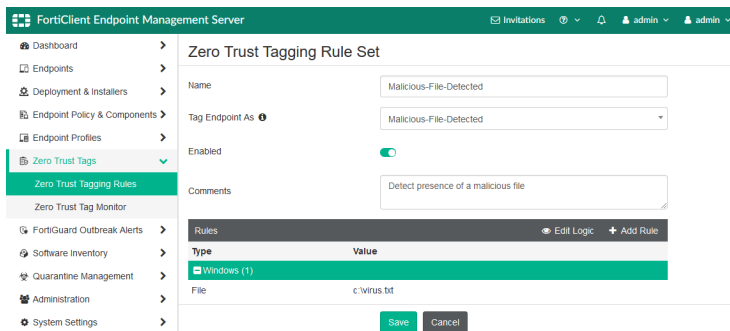 FortiClient Endpoint Management Server
Invitations admin admin
Dashboard
Endpoints
Deployment & Installers
Endpoint Policy & Components
Endpoint Profiles
Zero Trust Tags
Zero Trust Tagging Rules
Zero Trust Tag Monitor
FortiGuard Outbreak Alerts
Software Inventory
Quarantine Management
Administration
System Settings
Zero Trust Tagging Rule Set
Name Malicious-File-Detected
Tag Endpoint As Malicious-File-Detected
Enabled
Comments Detect presence of a malicious file
Rules Edit Logic + Add Rule
Type Value
Windows (1)
File c:\virus.txt
Save Cancel